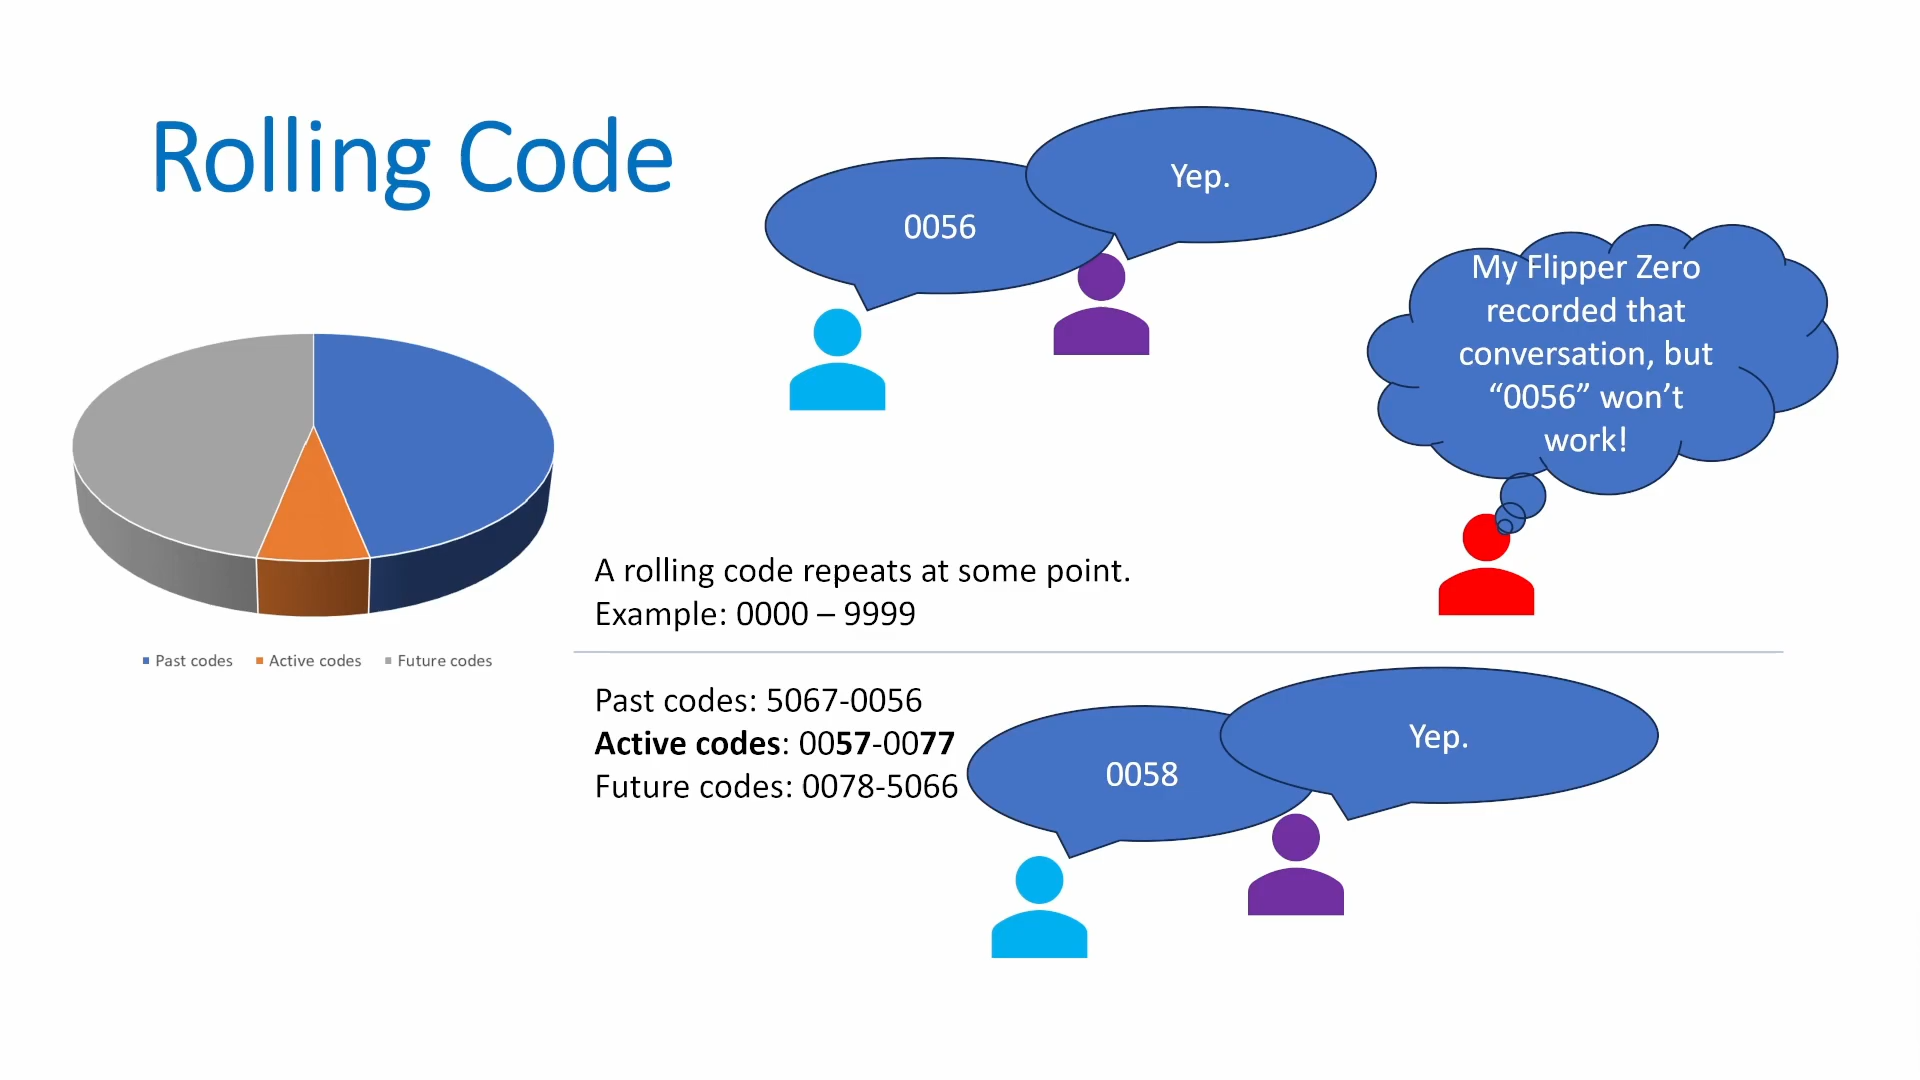 Rolling Code
0056
Yep.
My Flipper Zero
recorded that
conversation, but
“0056” won’t
work!
Past codes
Active codes
Future codes
A rolling code repeats at some point.
Example: 0000 – 9999
Past codes: 5067-0056
Active codes: 0057-0077
Future codes: 0078-5066
0058
Yep.